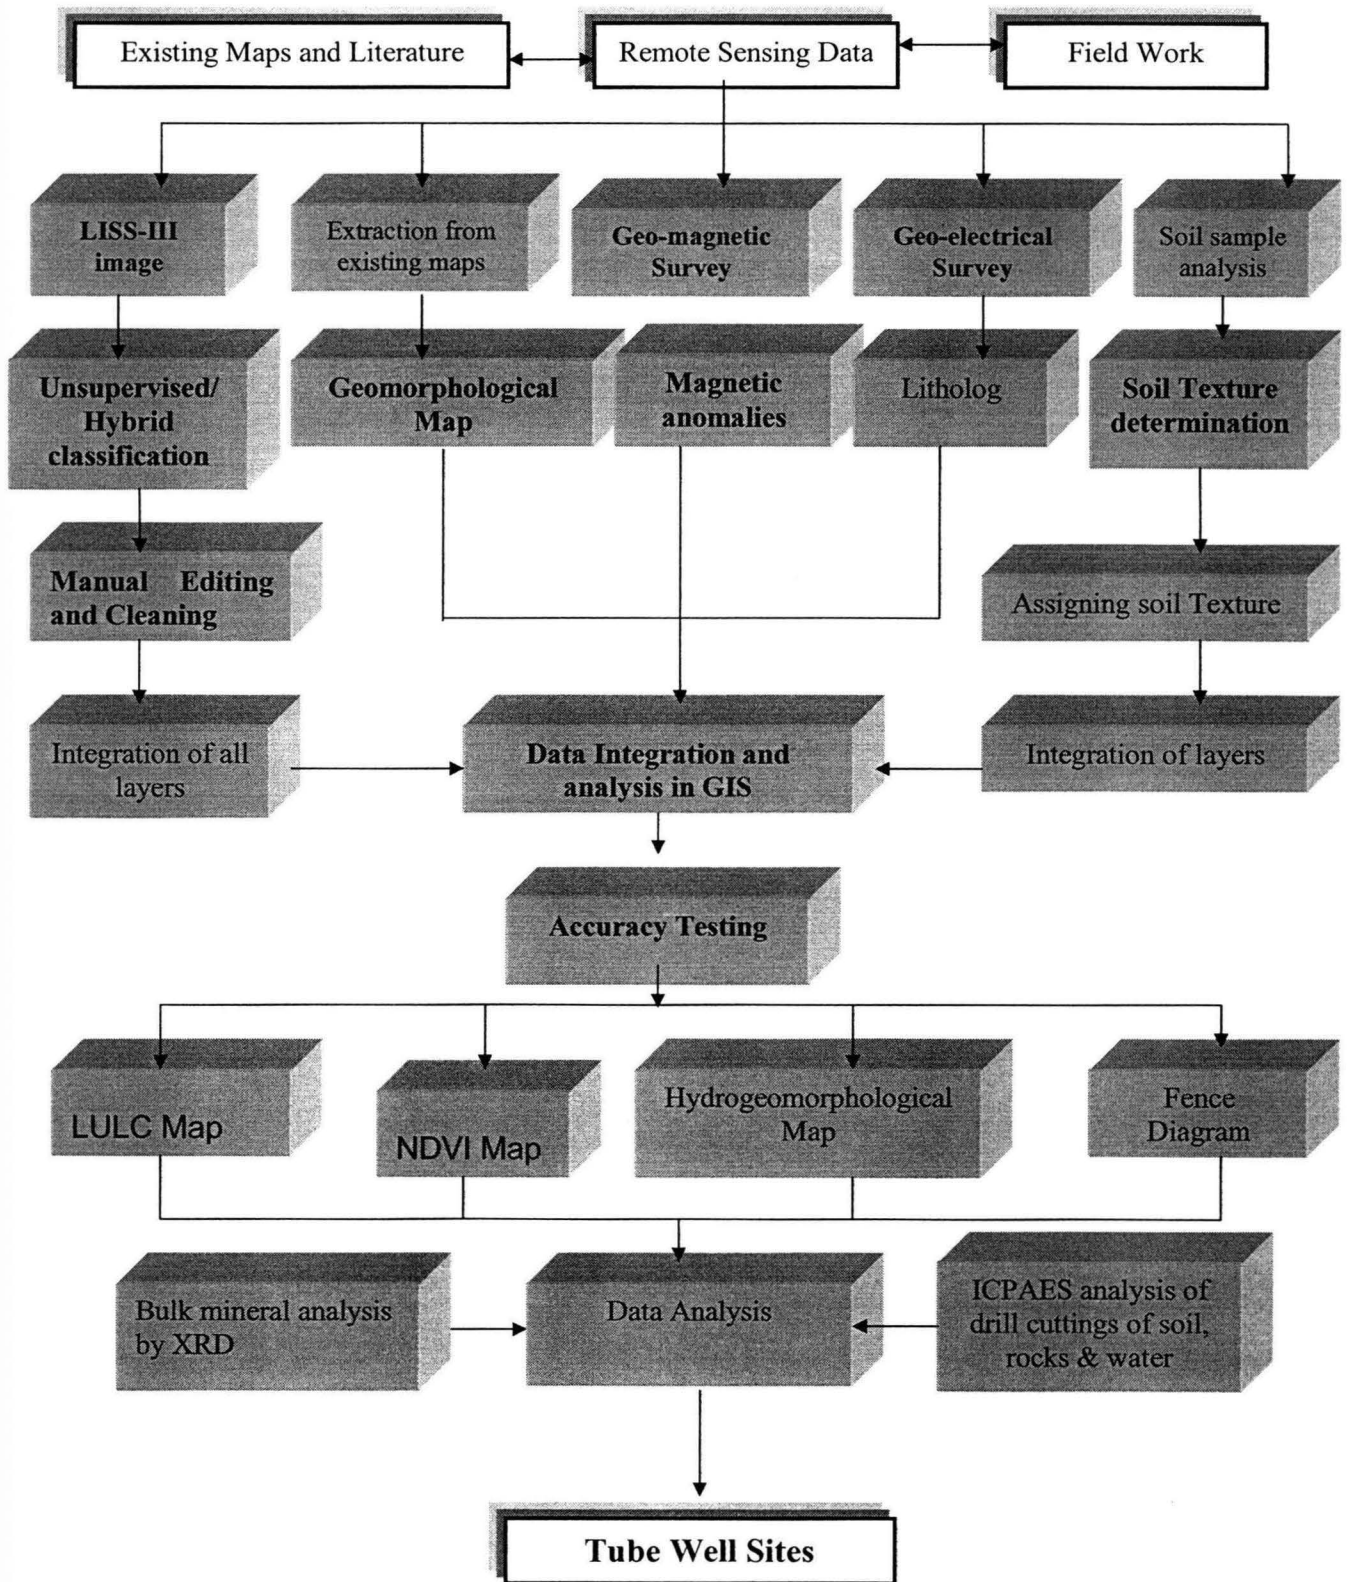 Existing Maps and Literature
Remote Sensing Data
Field Work
LISS-III
image
Extraction from
existing maps
Geo-magnetic
Survey
Geo-electrical
Survey
Soil sample
analysis
Unsupervised/
Hybrid
classification
Geomorphological
Map
Magnetic
anomalies
Litholog
Soil Texture
determination
Manual Editing
and Cleaning
Assigning soil Texture
Integration of all
layers
Data Integration and
analysis in GIS
Integration of layers
Accuracy Testing
LULC Map
NDVI Map
Hydrogeomorphological
Map
Fence
Diagram
Bulk mineral analysis
by XRD
Data Analysis
ICPAES analysis of
drill cuttings of soil,
rocks & water
Tube Well Sites